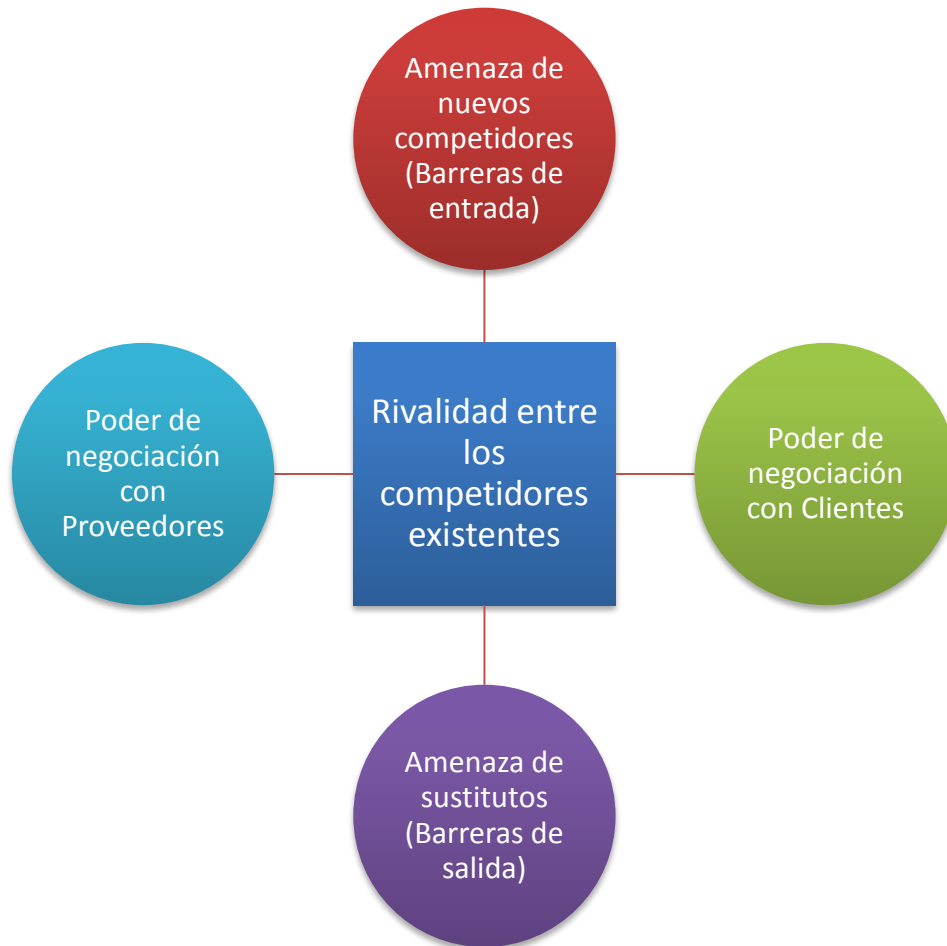 Amenaza de
nuevos
competidores
(Barreras de
entrada)
Poder de
negociación
con
Proveedores
Rivalidad entre
los
competidores
existentes
Poder de
negociación
con Clientes
Amenaza de
sustitutos
(Barreras de
salida)